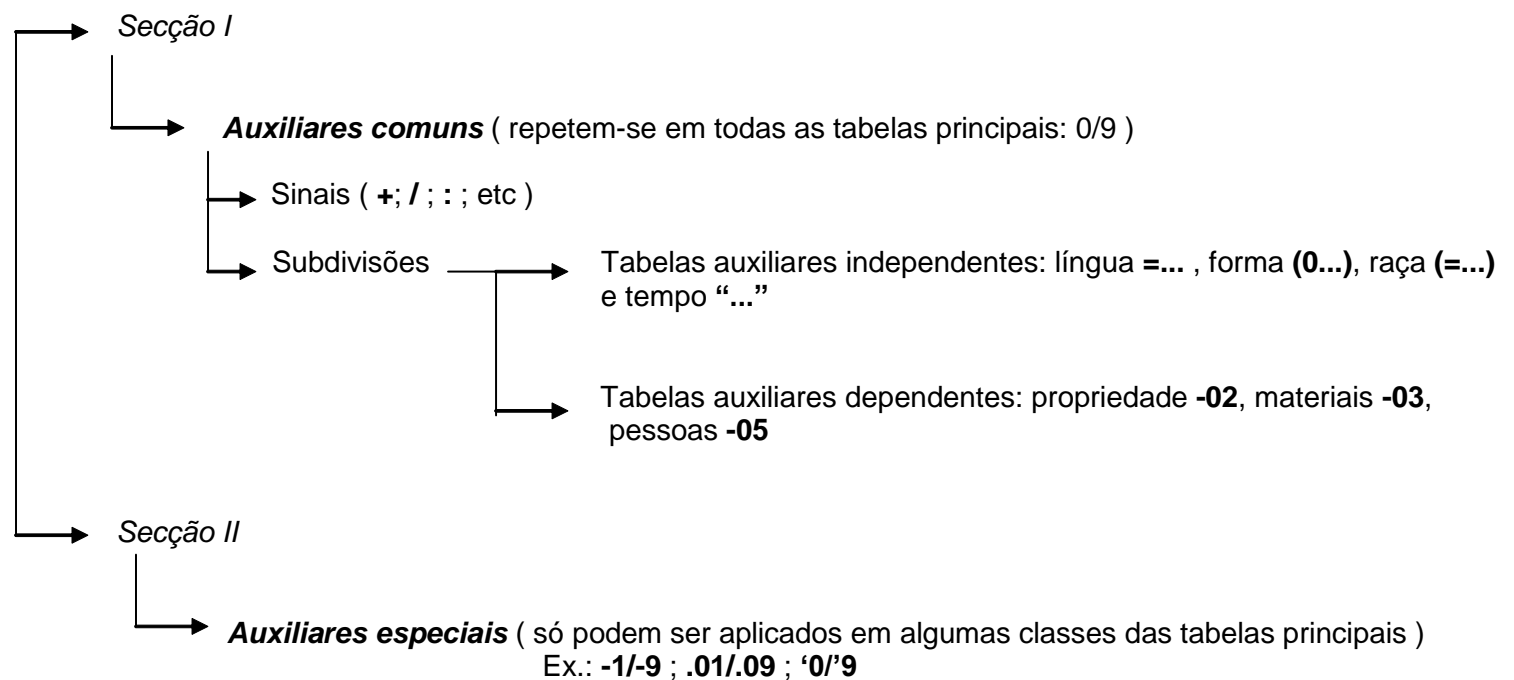 Secção I
Auxiliares comuns ( repetem-se em todas as tabelas principais: 0/9 )
Sinais ( +; / ; : ; etc )
Subdivisões
Tabelas auxiliares independentes: língua =... , forma (0...), raça (=...)
e tempo “...”
Tabelas auxiliares dependentes: propriedade -02, materiais -03,
pessoas -05
Secção II
Auxiliares especiais ( só podem ser aplicados em algumas classes das tabelas principais )
Ex.: -1/-9 ; .01/.09 ; ‘0/’9